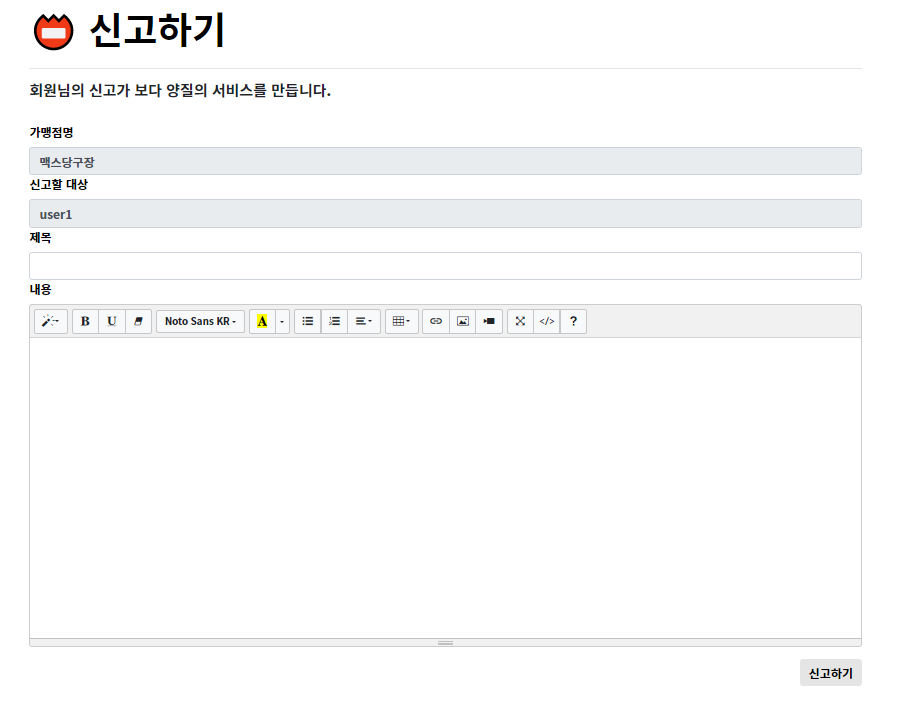 신고하기
회원님의 신고가 보다 양질의 서비스를 만듭니다.
가맹점명
맥스당구장
신고할 대상
user1
제목
내용
B U Noto Sans KR A </> ?
신고하기